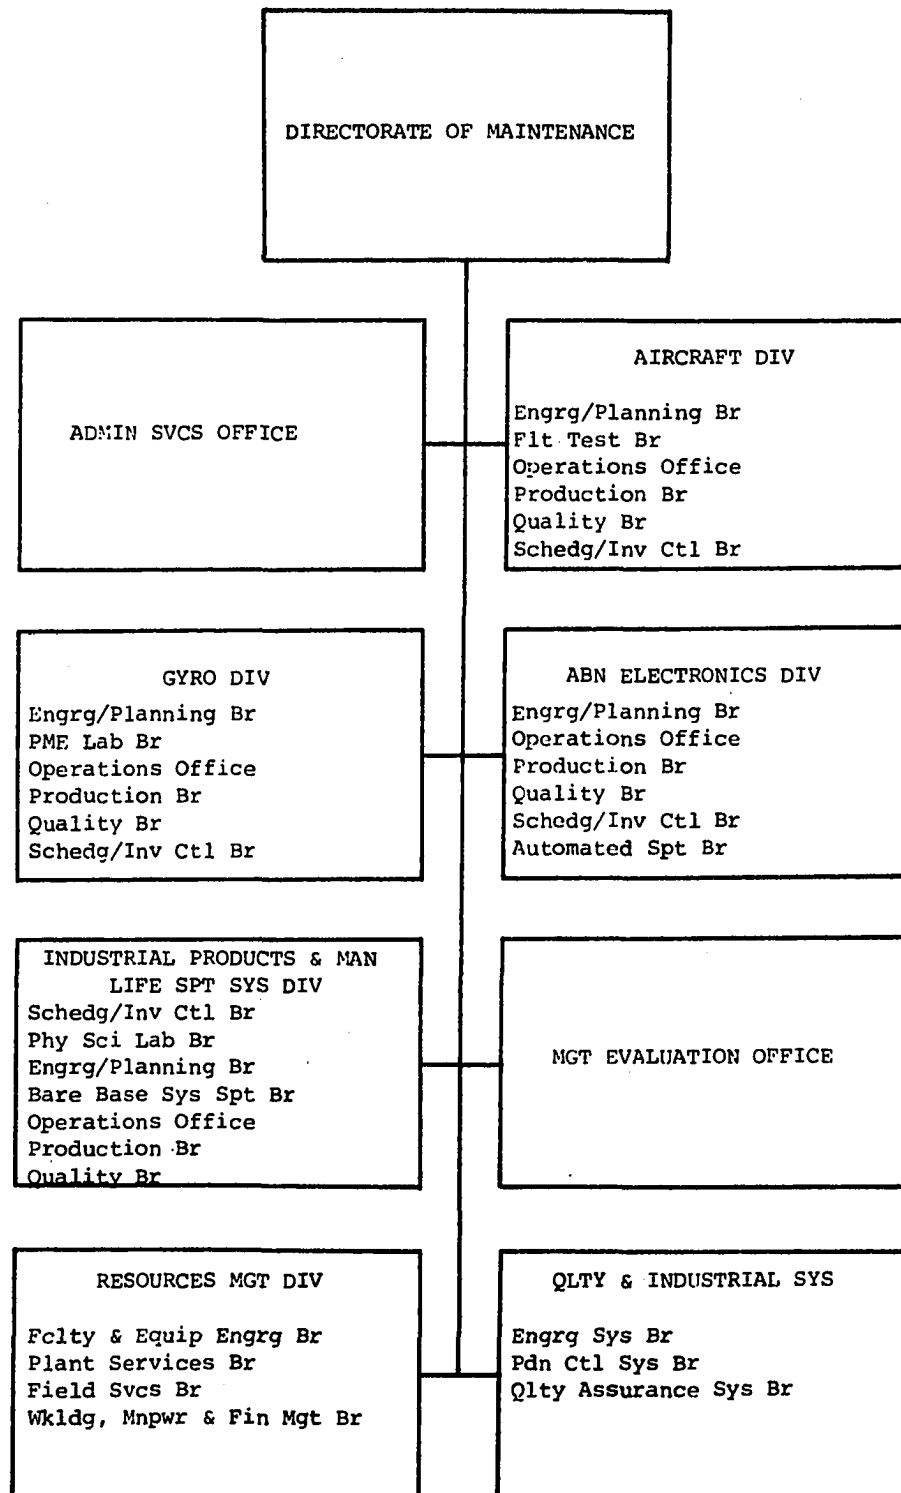 DIRECTORATE OF MAINTENANCE
ADMIN SVCS OFFICE
AIRCRAFT DIV
Engrg/Planning Br
Flt Test Br
Operations Office
Production Br
Quality Br
Schedg/Inv Ctl Br
GYRO DIV
Engrg/Planning Br
PME Lab Br
Operations Office
Production Br
Quality Br
Schedg/Inv Ctl Br
ABN ELECTRONICS DIV
Engrg/Planning Br
Operations Office
Production Br
Quality Br
Schedg/Inv Ctl Br
Automated Spt Br
INDUSTRIAL PRODUCTS & MAN
LIFE SPT SYS DIV
Schedg/Inv Ctl Br
Phy Sci Lab Br
Engrg/Planning Br
Bare Base Sys Spt Br
Operations Office
Production Br
Quality Br
MGT EVALUATION OFFICE
RESOURCES MGT DIV
Fclty & Equip Engrg Br
Plant Services Br
Field Svcs Br
Wkldg, Mnpwr & Fin Mgt Br
QLTY & INDUSTRIAL SYS
Engrg Sys Br
Pdn Ctl Sys Br
Qlty Assurance Sys Br